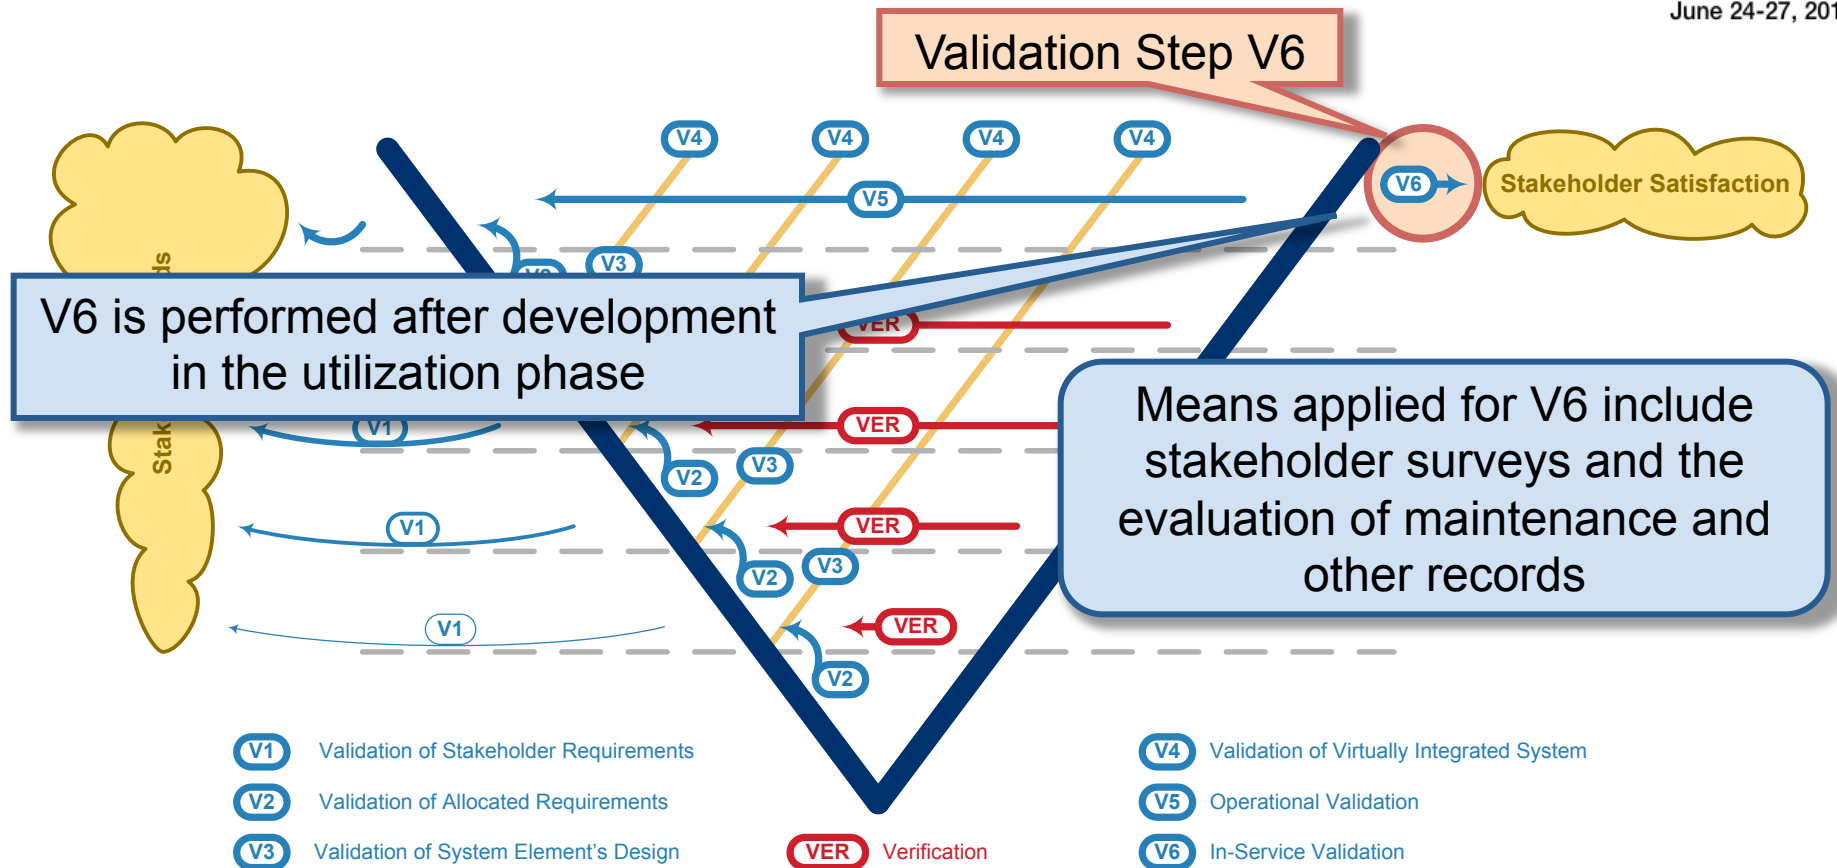 June 24-27, 201
Validation Step V6
V4
V4
V4
V4
V6
Stakeholder Satisfaction
V5
V3
V6 is performed after development
in the utilization phase
VER
V1
VER
Means applied for V6 include
stakeholder surveys and the
evaluation of maintenance and
other records
V2
V3
V1
VER
V2
V3
V1
VER
V2
V1 Validation of Stakeholder Requirements
V2 Validation of Allocated Requirements
V3 Validation of System Element's Design
VER Verification
V4 Validation of Virtually Integrated System
V5 Operational Validation
V6 In-Service Validation